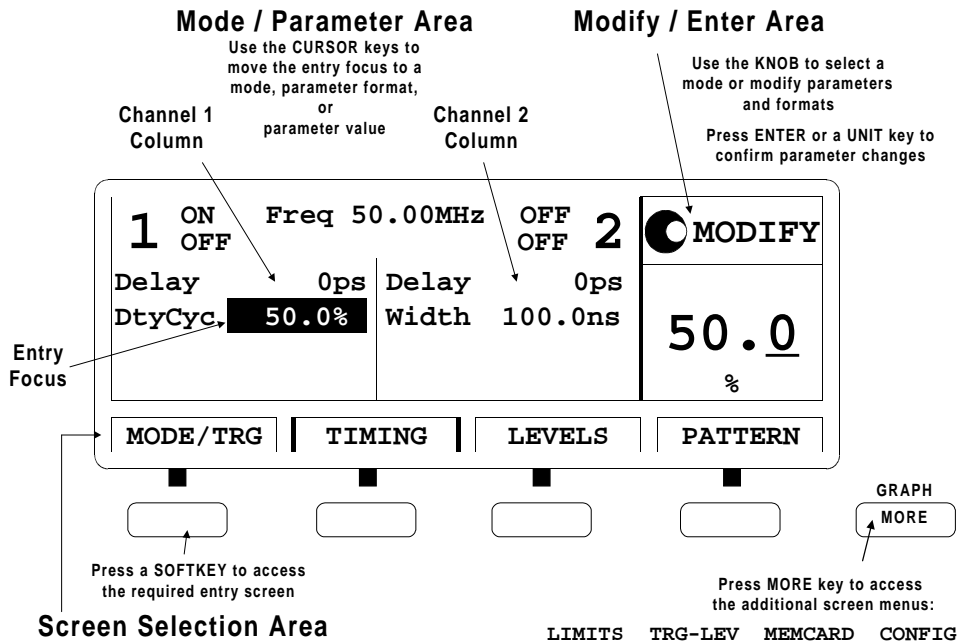 Mode / Parameter Area
Use the CURSOR keys to
move the entry focus to a
mode, parameter format,
or
parameter value
Modify / Enter Area
Use the KNOB to select a
mode or modify parameters
and formats
Press ENTER or a UNIT key to
confirm parameter changes
Channel 1
Column
Channel 2
Column
1 ON OFF Freq 50.00MHz OFF OFF 2
MODIFY
Delay 0ps Delay 0ps
DtyCyc 50.0% Width 100.0ns
50.0
%
Entry
Focus
MODE/TRG TIMING LEVELS PATTERN
GRAPH
MORE
Press a SOFTKEY to access
the required entry screen
Press MORE key to access
the additional screen menus:
Screen Selection Area
LIMITS TRG-LEV MEMCARD CONFIG